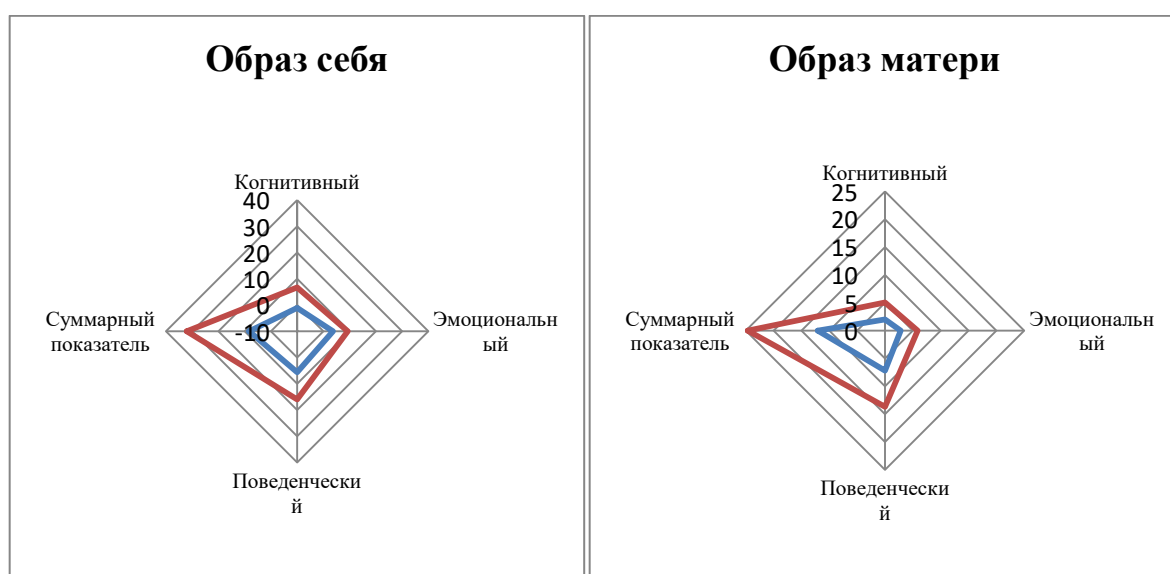 Образ себя
Когнитивный
40
30
20
10
0
-10
Суммарный
показатель
Эмоциональн
ый
Поведенчески
й
Образ матери
Когнитивный
25
20
15
10
5
0
Суммарный
показатель
Эмоциональн
ый
Поведенчески
й